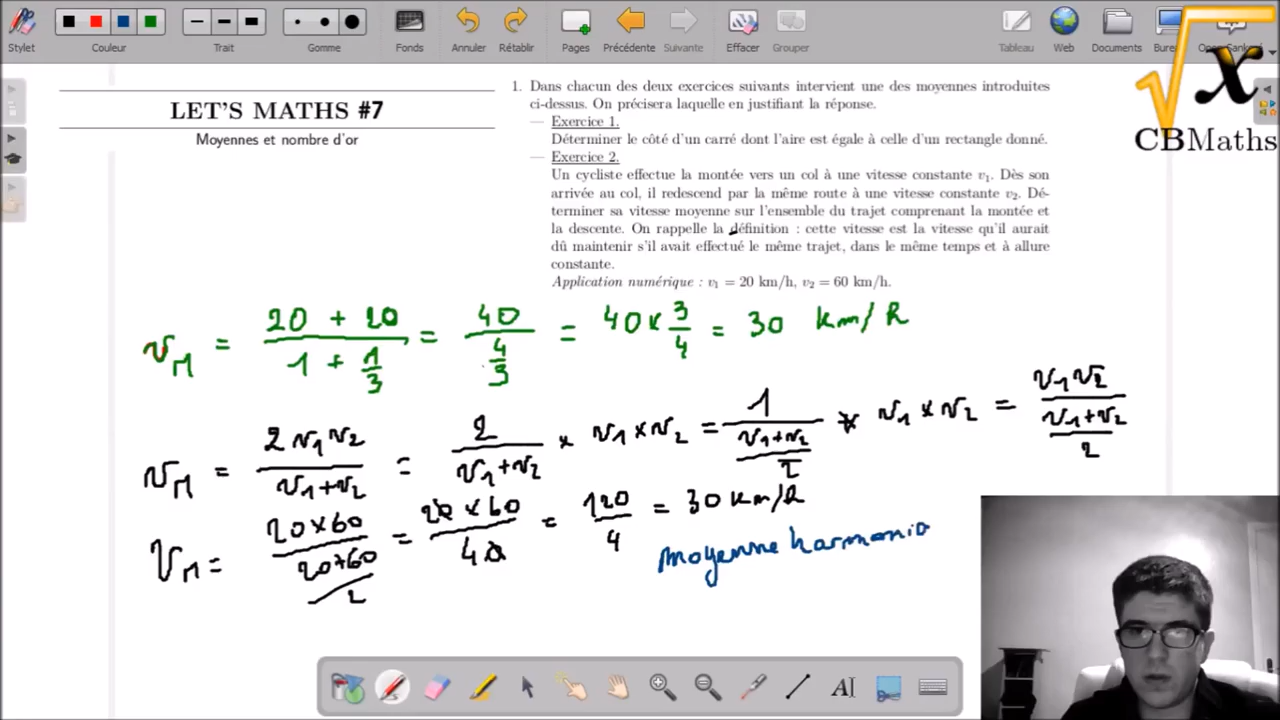 Stylet Couleur Trait Gomme Fonds Annuler Rétablir Pages Précédente Suivante Effacer Grouper Tableau Web Documents
CBMaths
LET'S MATHS #7
Moyennes et nombre d'or
1. Dans chacun des deux exercices suivants intervient une des moyennes introduites
ci-dessus. On précisera laquelle en justifiant la réponse.
— Exercice 1.
Déterminer le côté d'un carré dont l'aire est égale à celle d'un rectangle donné.
— Exercice 2.
Un cycliste effectue la montée vers un col à une vitesse constante v₁. Dès son
arrivée au col, il redescend par la même route à une vitesse constante v₂. Dé-
terminer sa vitesse moyenne sur l'ensemble du trajet comprenant la montée et
la descente. On rappelle la définition : cette vitesse est la vitesse qu'il aurait
dû maintenir s'il avait effectué le même trajet, dans le même temps et à allure
constante.
Application numérique : v₁ = 20 km/h, v₂ = 60 km/h.
v_M = (20 + 20)/(1 + 1/3) = 40/(4/3) = 40 × 3/4 = 30 km/h
v_M = 2v₁v₂/(v₁+v₂) = 2/(v₁+v₂) × v₁ × v₂ = 1/((v₁+v₂)/2) × v₁ × v₂ = v₁v₂/((v₁+v₂)/2)
V_M = (20×60)/((20+60)/2) = (20 × 60)/40 = 120/4 = 30 km/h
moyenne harmonio
AI